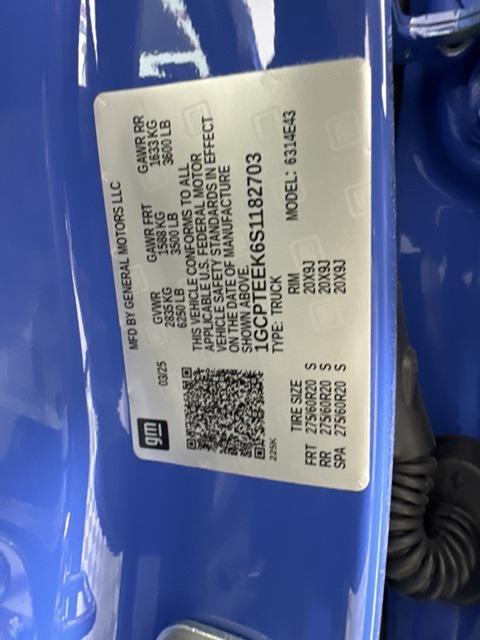 gm
MFD BY GENERAL MOTORS LLC
03/25
GVWR GAWR FRT GAWR RR
2835 KG 1588 KG 1633 KG
6250 LB 3500 LB 3600 LB
THIS VEHICLE CONFORMS TO ALL
APPLICABLE U.S. FEDERAL MOTOR
VEHICLE SAFETY STANDARDS IN EFFECT
ON THE DATE OF MANUFACTURE
SHOWN ABOVE.
1GCPTEEK6S1182703
TYPE: TRUCK MODEL: 6314E43
225K
TIRE SIZE RIM
FRT 275/60R20 S 20X9J
RR 275/60R20 S 20X9J
SPA 275/60R20 S 20X9J